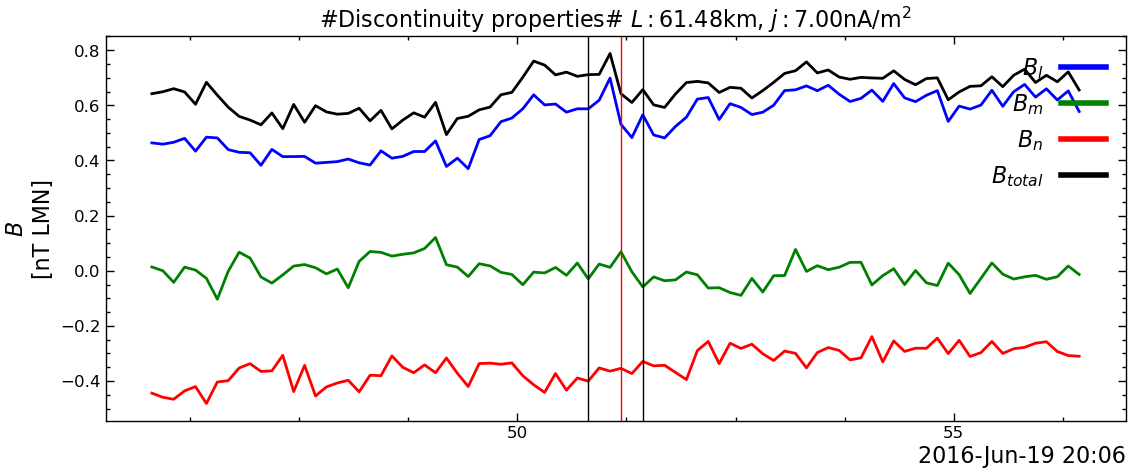 #Discontinuity properties# L : 61.48km, j : 7.00nA/m²
0.8
0.6
0.4
0.2
0.0
−0.2
−0.4
B
[nT LMN]
B_l
B_m
B_n
B_total
50
55
2016-Jun-19 20:06